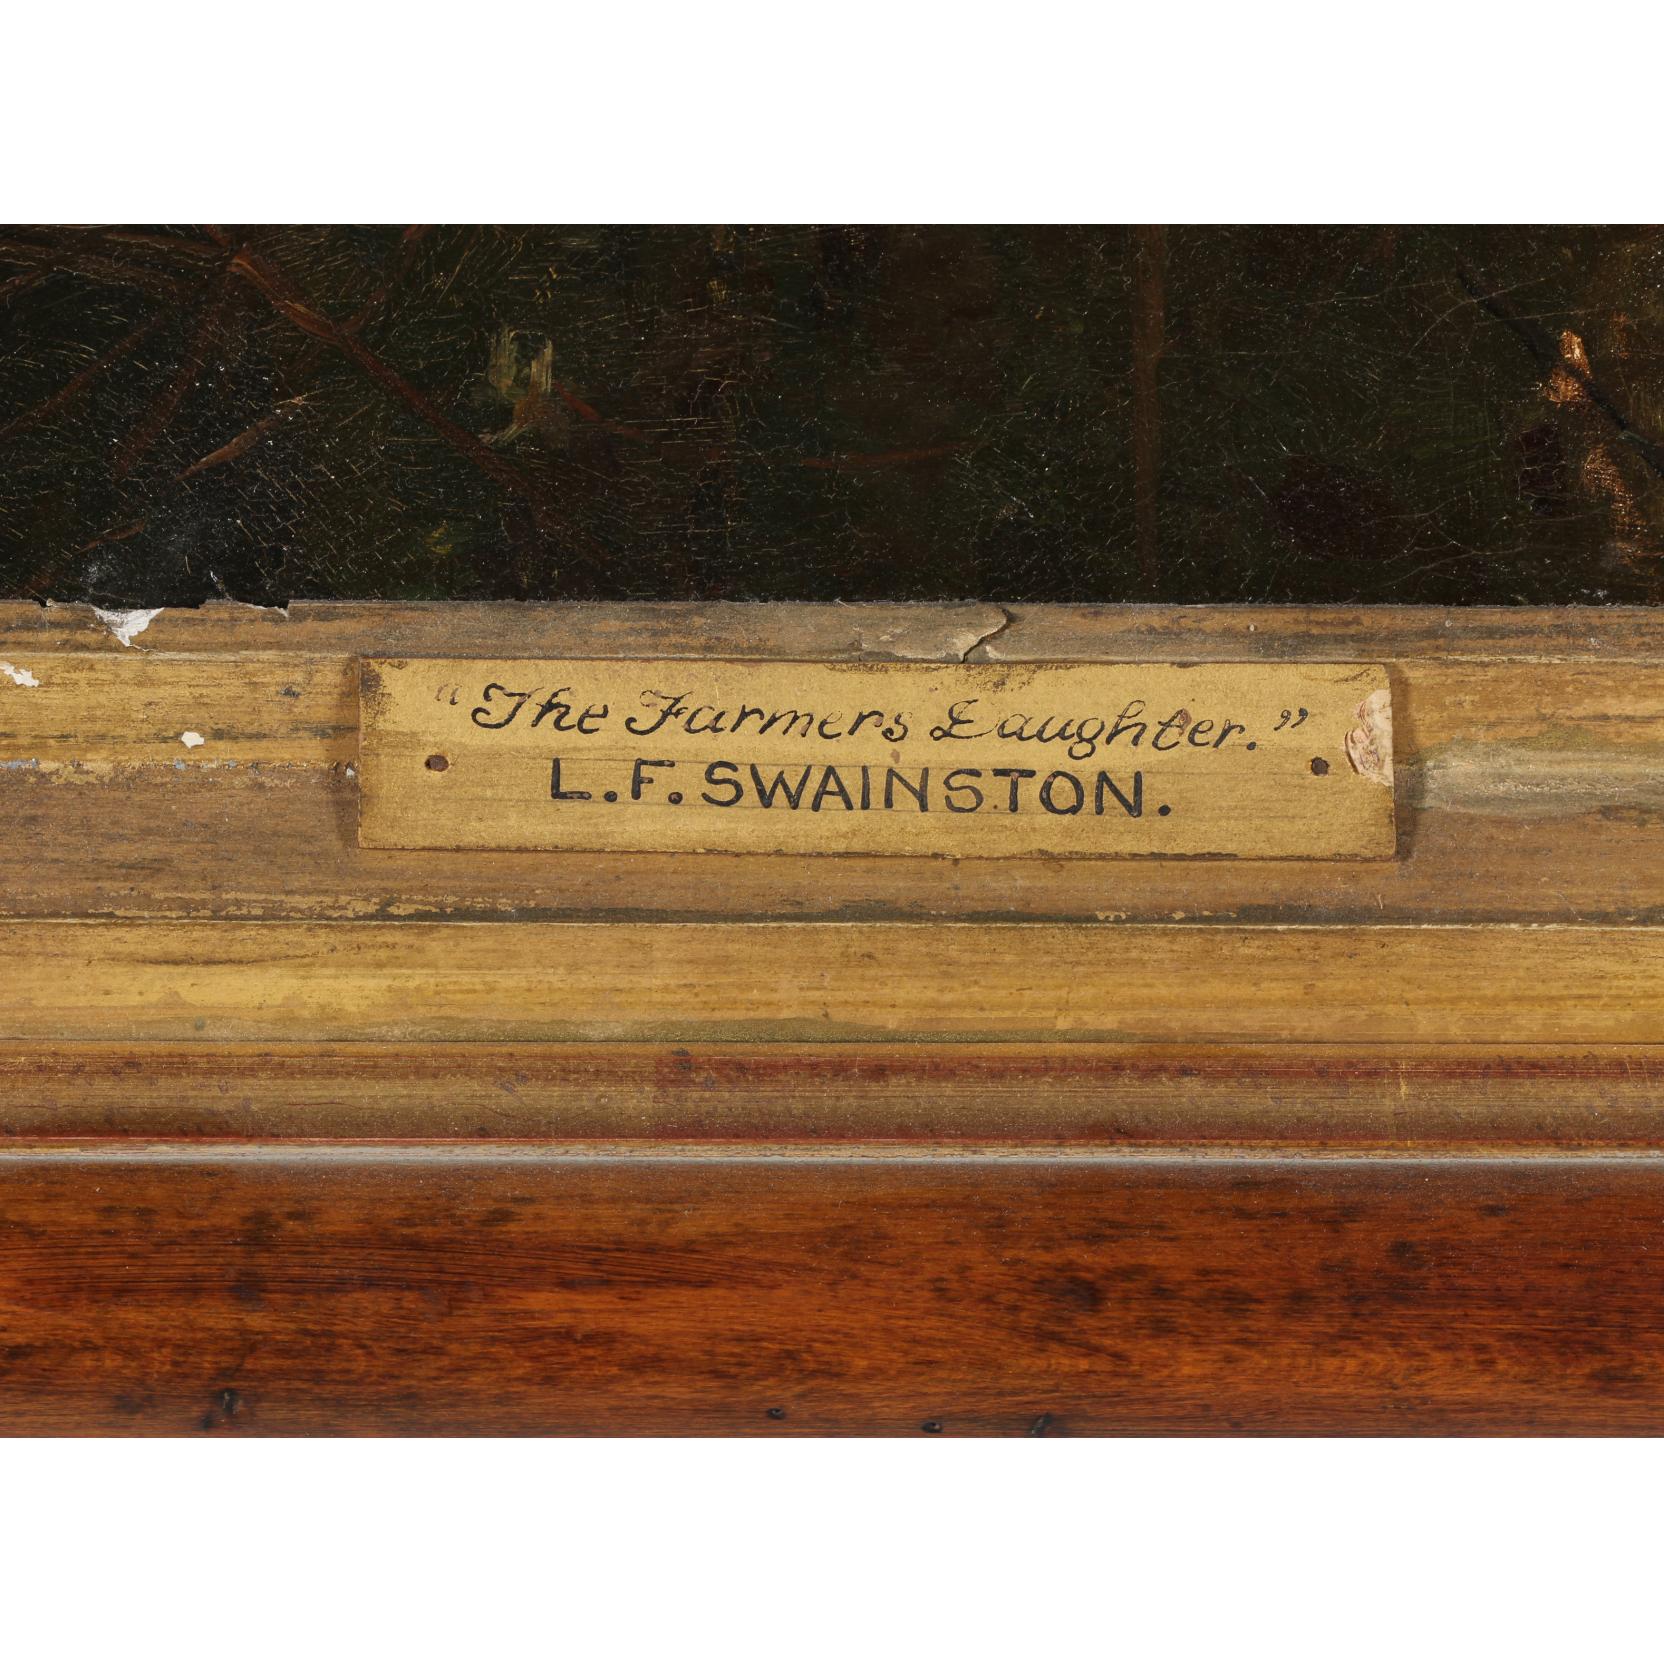 "The Farmers Daughter."
L.F. SWAINSTON.